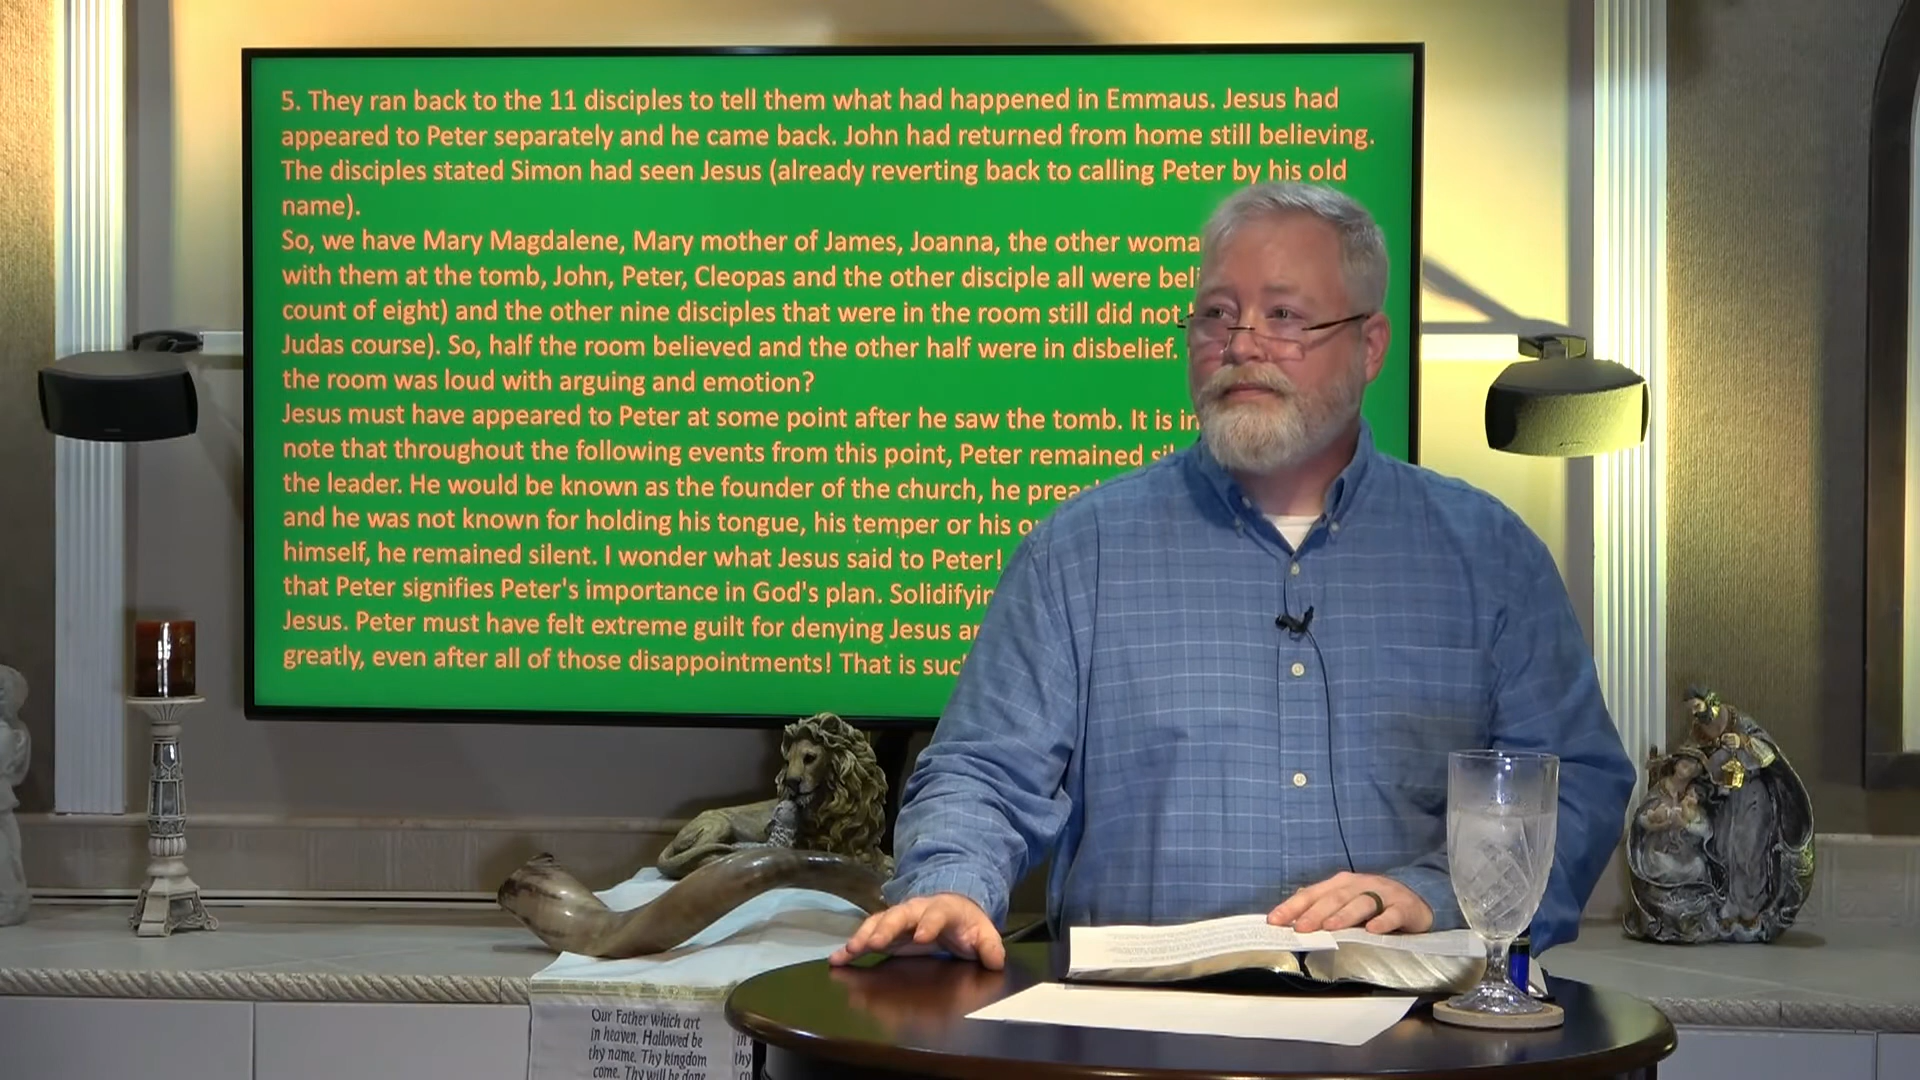 5. They ran back to the 11 disciples to tell them what had happened in Emmaus. Jesus had
appeared to Peter separately and he came back. John had returned from home still believing.
The disciples stated Simon had seen Jesus (already reverting back to calling Peter by his old
name).
So, we have Mary Magdalene, Mary mother of James, Joanna, the other
with them at the tomb, John, Peter, Cleopas and the other disciple all were
count of eight) and the other nine disciples that were in the room still did not
Judas course). So, half the room believed and the other half were in disbelief.
the room was loud with arguing and emotion?
Jesus must have appeared to Peter at some point after he saw the tomb. It is
note that throughout the following events from this point, Peter remained
the leader. He would be known as the founder of the church, he
and he was not known for holding his tongue, his temper or his
himself, he remained silent. I wonder what Jesus said to Peter!
that Peter signifies Peter's importance in God's plan.
Jesus. Peter must have felt extreme guilt for denying Jesus
greatly, even after all of those disappointments! That is
Our Father which art
in heaven, Hallowed be
thy name. Thy kingdom
come. Thy will be done